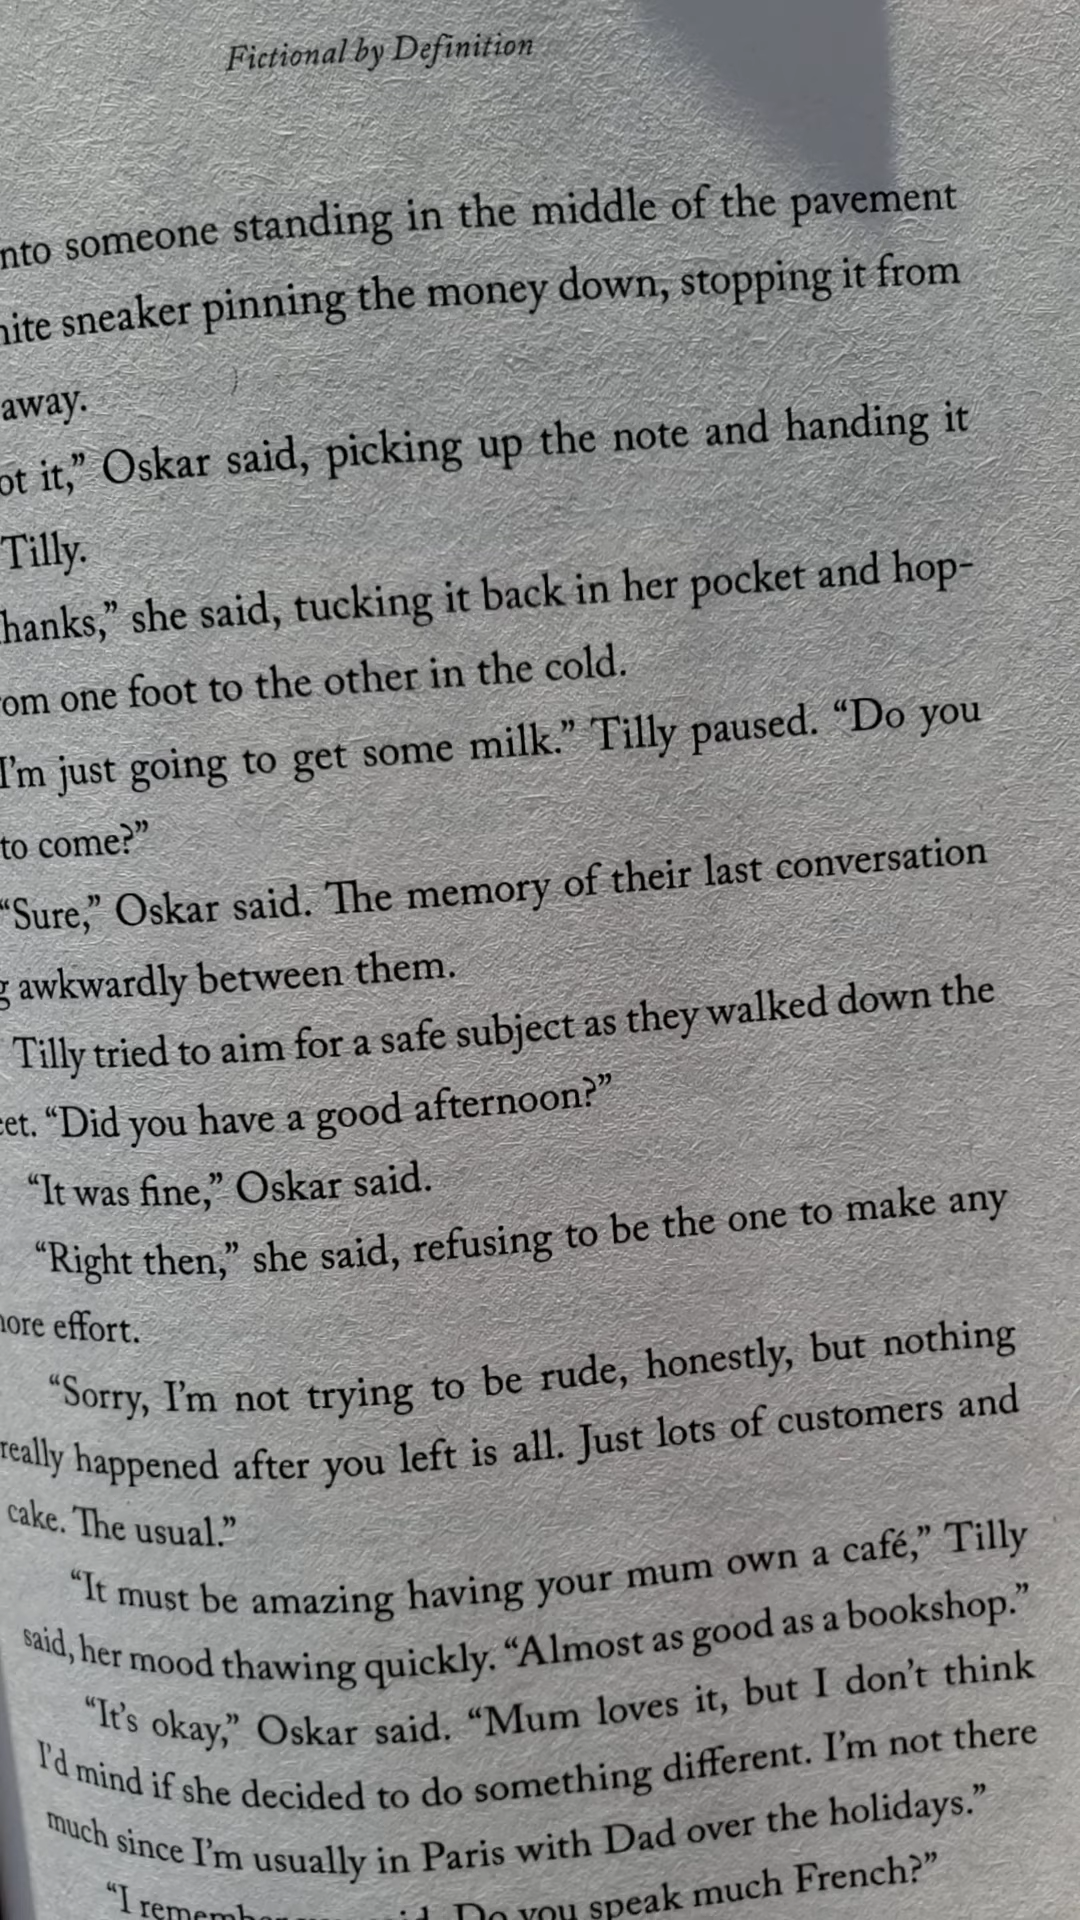 Fictional by Definition
someone standing in the middle of the pavement
sneaker pinning the money down, stopping it from
away.
it,” Oskar said, picking up the note and handing it
Tilly.
she said, tucking it back in her pocket and hop-
one foot to the other in the cold.
I’m just going to get some milk.” Tilly paused. “Do you
to come?”
“Sure,” Oskar said. The memory of their last conversation
awkwardly between them.
Tilly tried to aim for a safe subject as they walked down the
“Did you have a good afternoon?”
“It was fine,” Oskar said.
“Right then,” she said, refusing to be the one to make any
effort.
“Sorry, I’m not trying to be rude, honestly, but nothing
really happened after you left is all. Just lots of customers and
cake. The usual.”
“It must be amazing having your mum own a café,” Tilly
said, her mood thawing quickly. “Almost as good as a bookshop.”
“It’s okay,” Oskar said. “Mum loves it, but I don’t think
I’d mind if she decided to do something different. I’m not there
much since I’m usually in Paris with Dad over the holidays.”
“I Do you speak much French?”